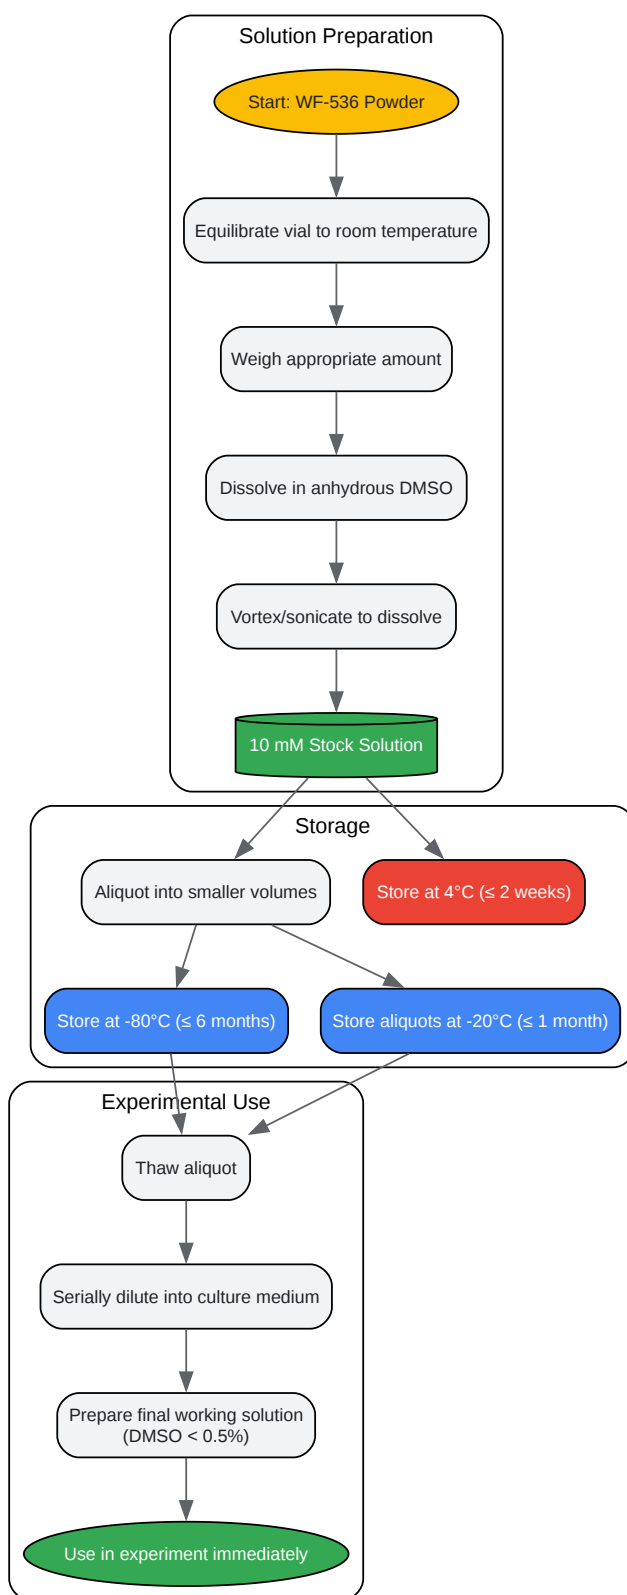 Solution Preparation
Start: WF-536 Powder
Equilibrate vial to room temperature
Weigh appropriate amount
Dissolve in anhydrous DMSO
Vortex/sonicate to dissolve
10 mM Stock Solution
Storage
Aliquot into smaller volumes
Store at 4°C (≤ 2 weeks)
Store at -80°C (≤ 6 months)
Store aliquots at -20°C (≤ 1 month)
Experimental Use
Thaw aliquot
Serially dilute into culture medium
Prepare final working solution
(DMSO < 0.5%)
Use in experiment immediately